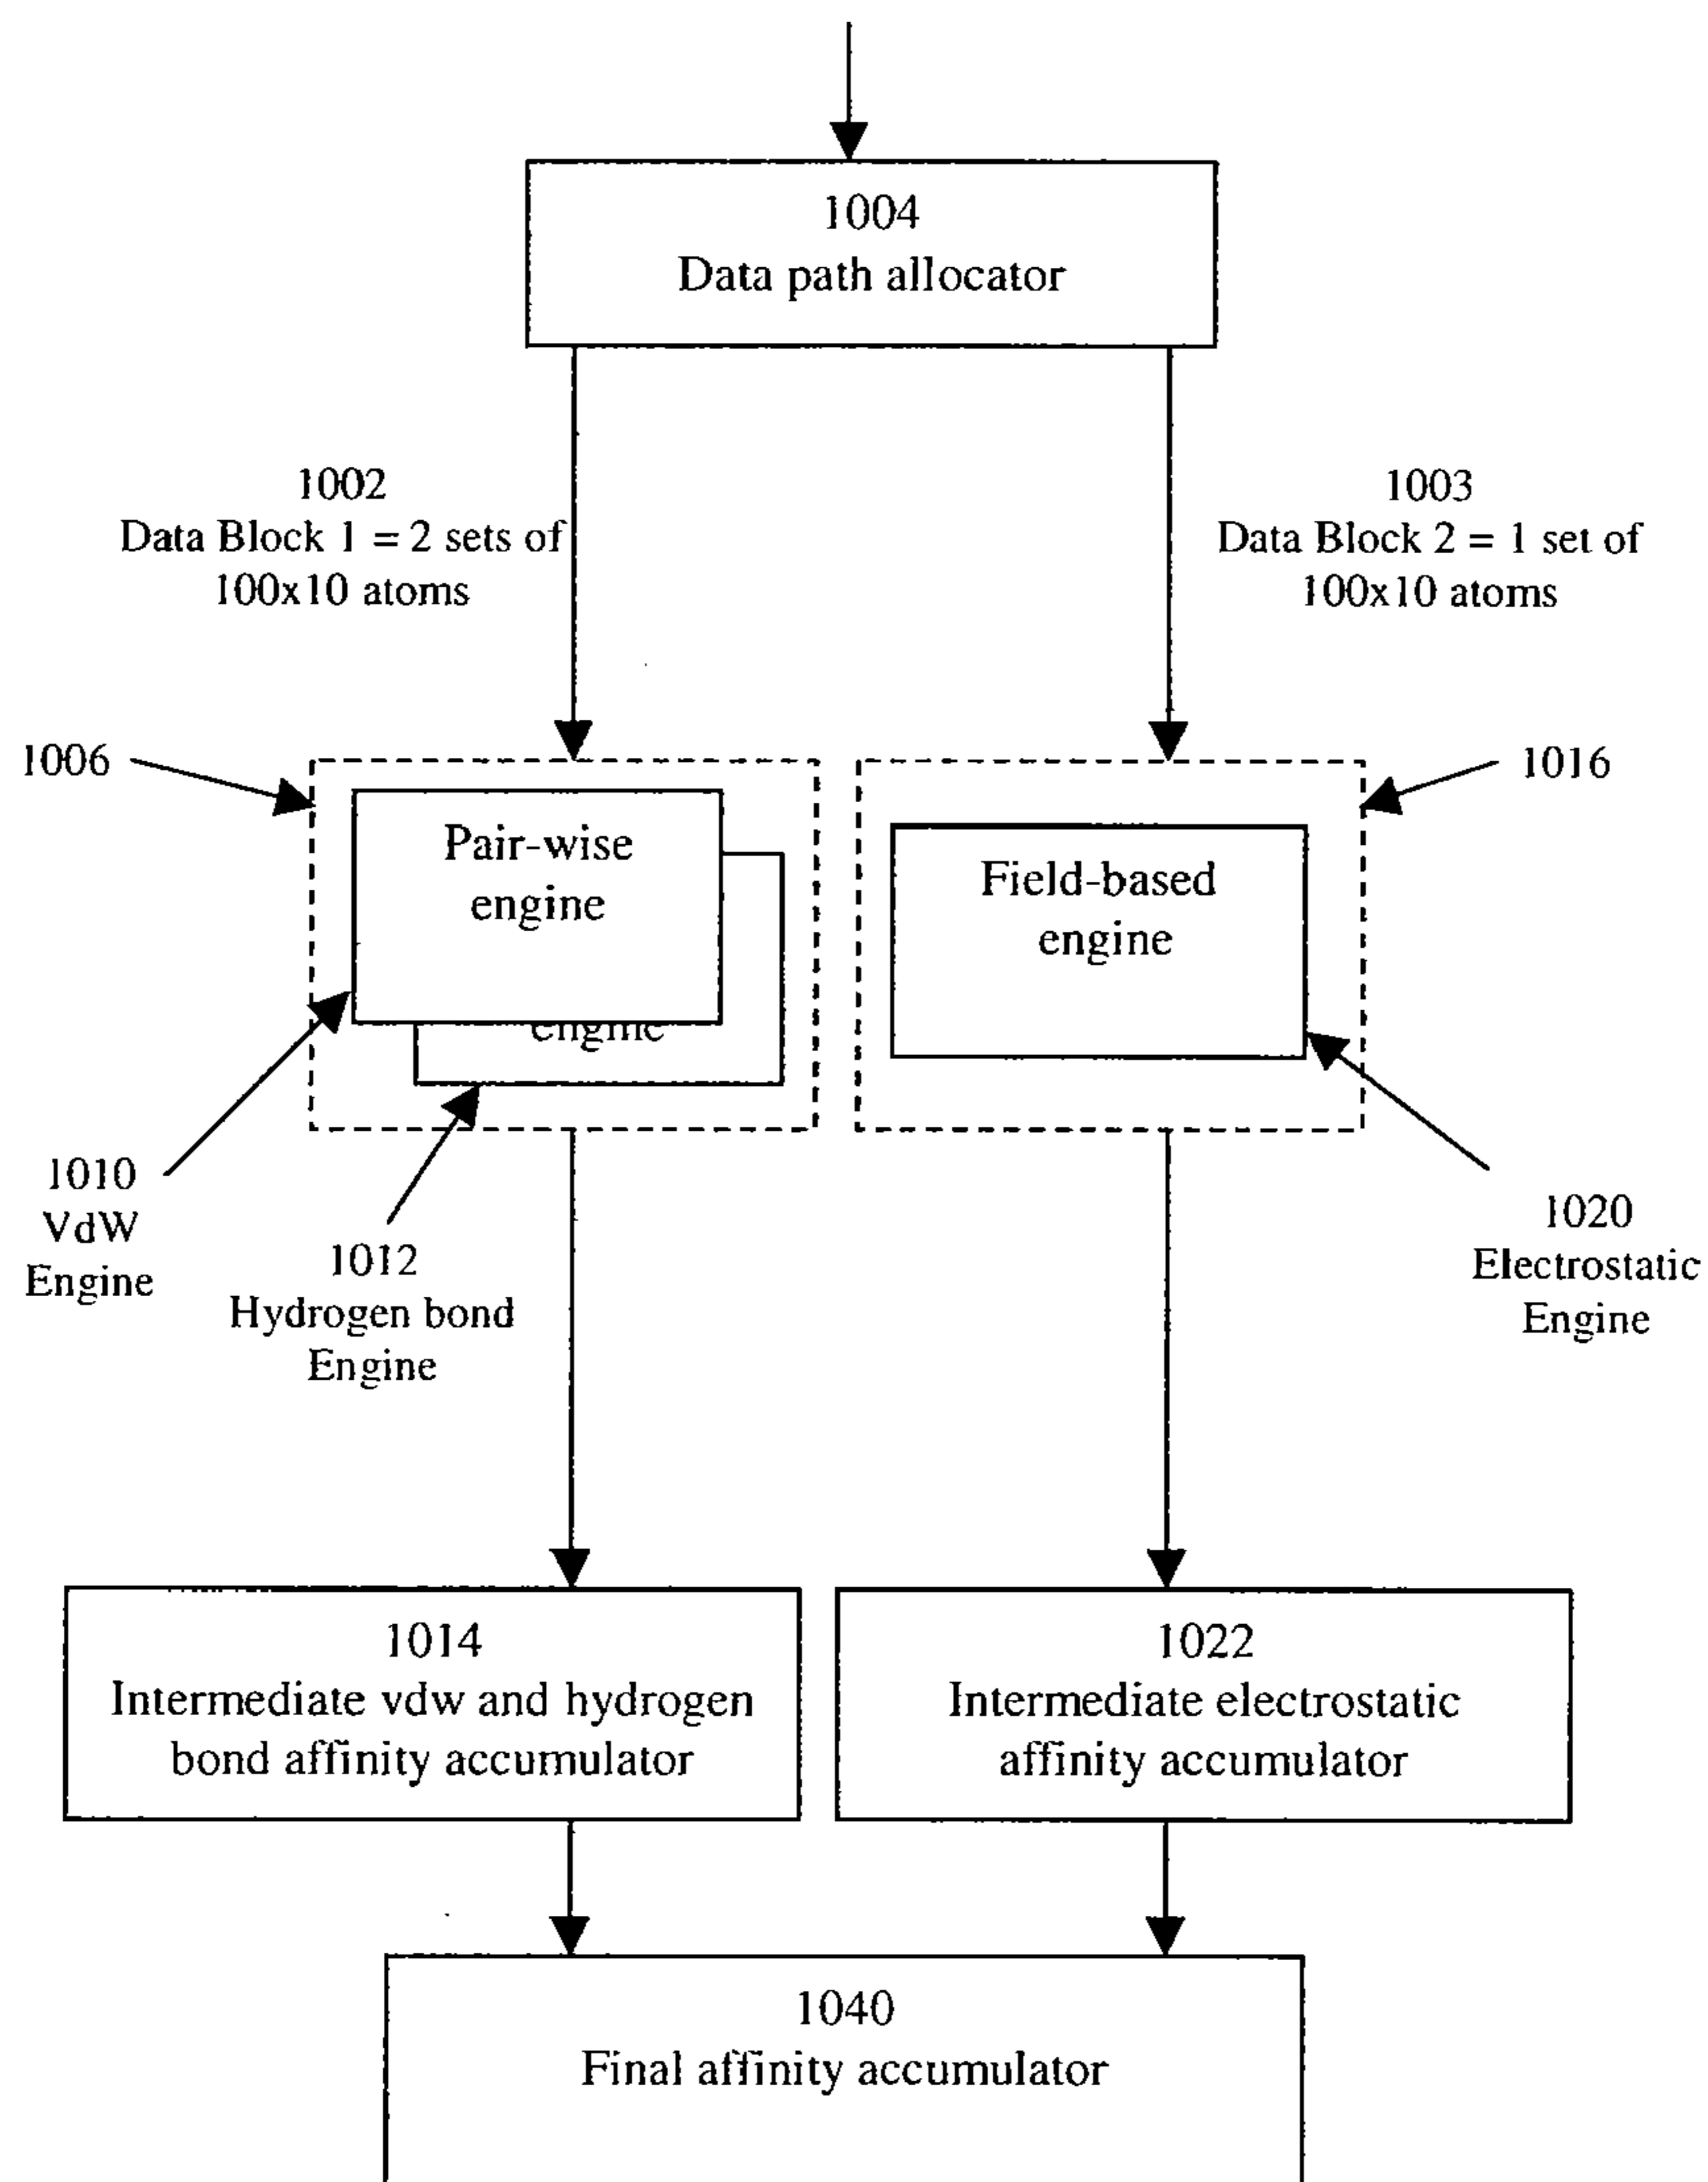 1004
Data path allocator
1002
Data Block 1 = 2 sets of
100x10 atoms
1003
Data Block 2 = 1 set of
100x10 atoms
1006
1016
Pair-wise
engine
engine
Field-based
engine
1010
VdW
Engine
1012
Hydrogen bond
Engine
1020
Electrostatic
Engine
1014
Intermediate vdw and hydrogen
bond affinity accumulator
1022
Intermediate electrostatic
affinity accumulator
1040
Final affinity accumulator